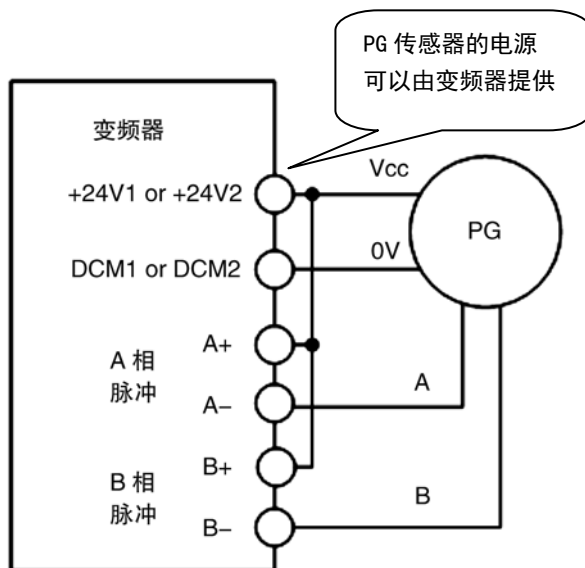 PG 传感器的电源
可以由变频器提供
变频器
+24V1 or +24V2
Vcc
PG
DCM1 or DCM2
0V
A 相
脉冲
A+
A−
A
B 相
脉冲
B+
B−
B